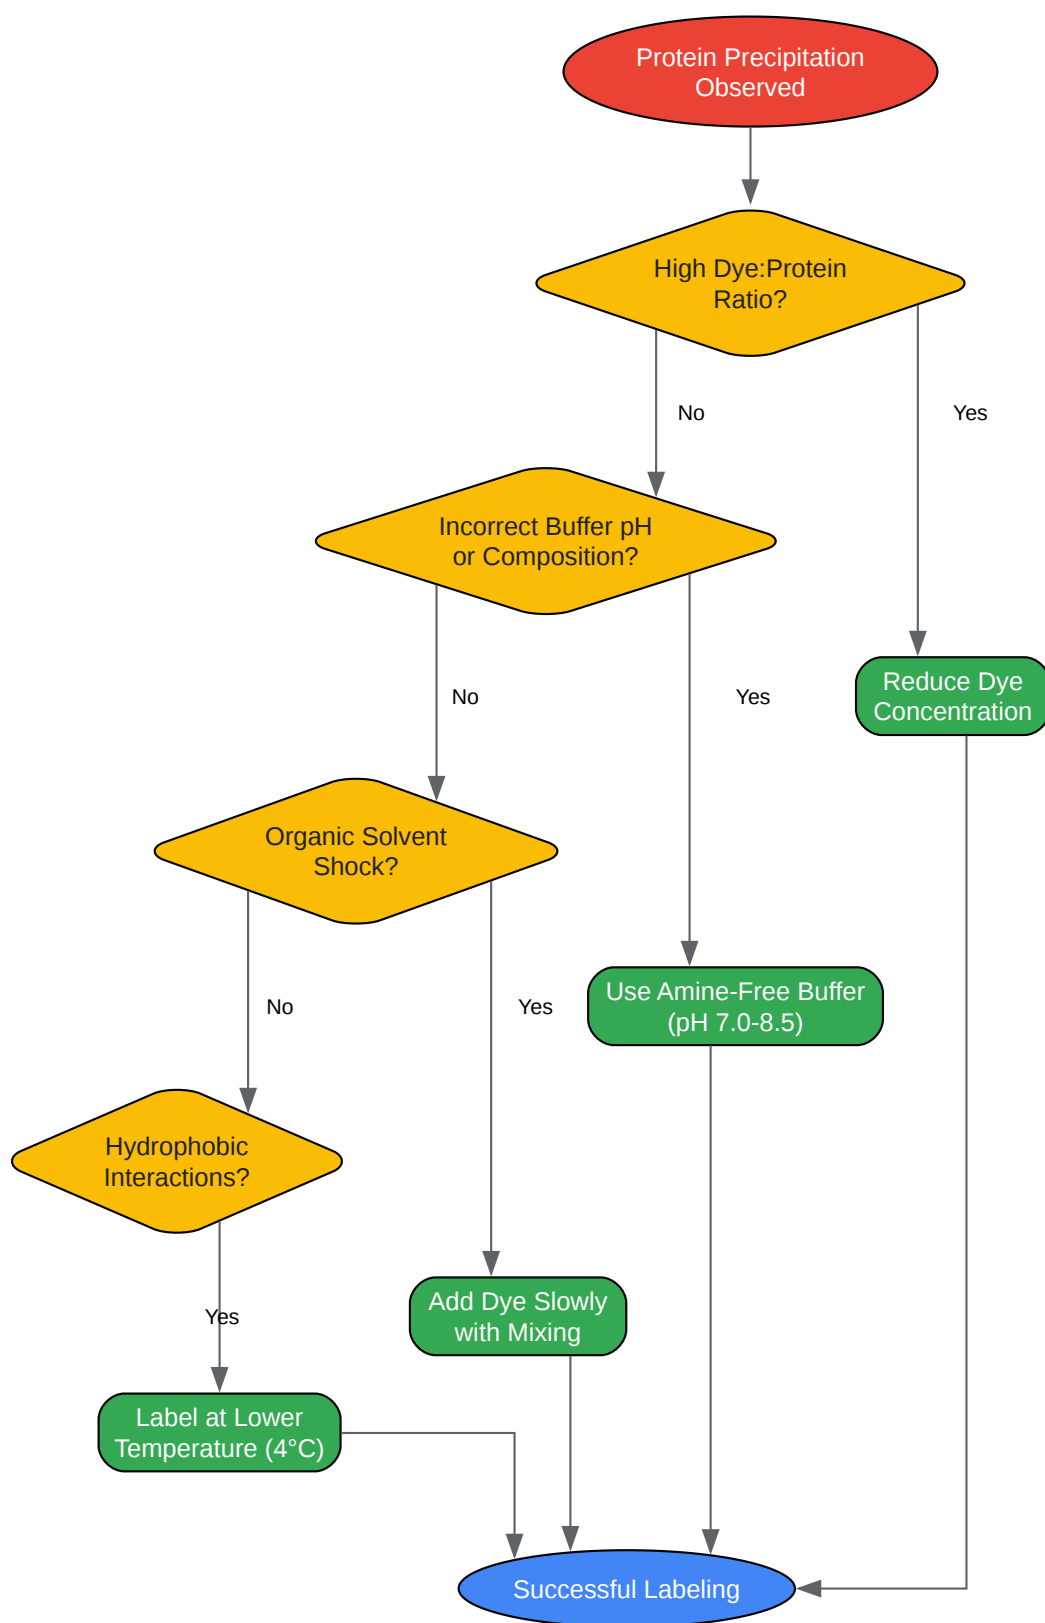 Protein Precipitation
Observed
High Dye:Protein
Ratio?
No
Yes
Incorrect Buffer pH
or Composition?
No
Yes
Reduce Dye
Concentration
Organic Solvent
Shock?
No
Yes
Use Amine-Free Buffer
(pH 7.0-8.5)
Hydrophobic
Interactions?
Yes
Add Dye Slowly
with Mixing
Label at Lower
Temperature (4°C)
Successful Labeling